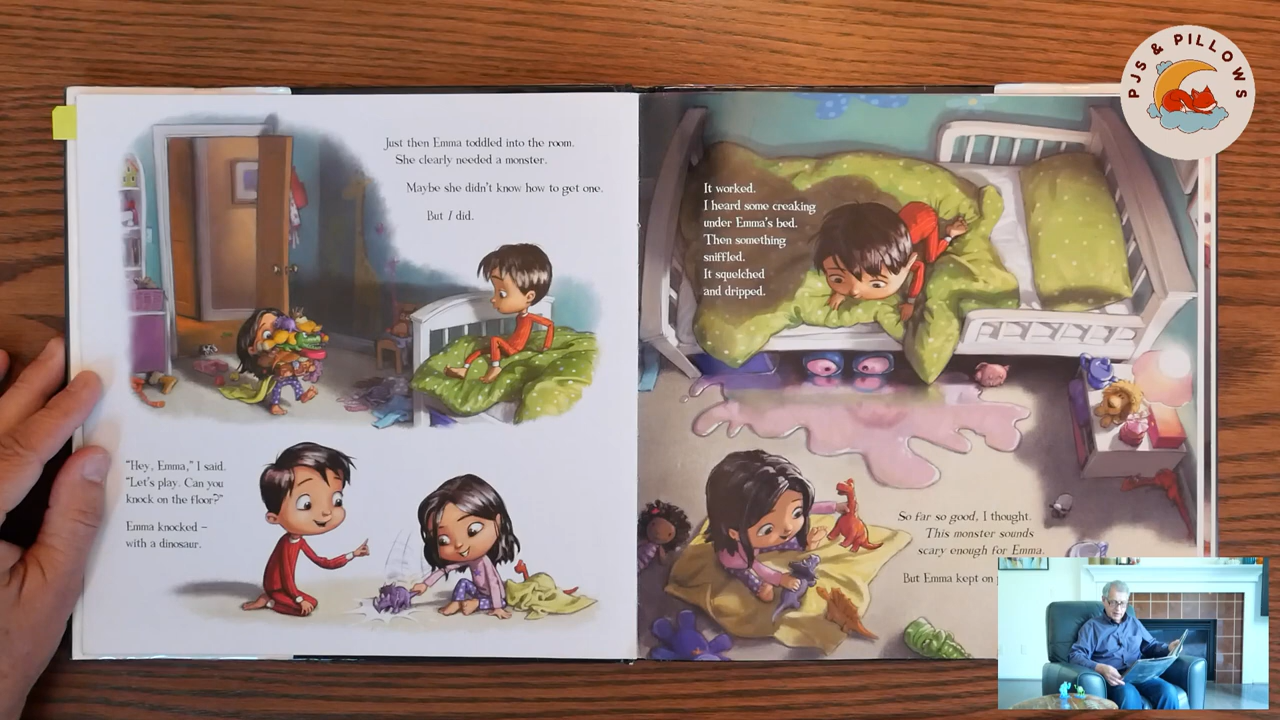 PJS & PILLOWS
Just then Emma toddled into the room.
She clearly needed a monster.
Maybe she didn't know how to get one.
But I did.
"Hey, Emma," I said.
"Let's play. Can you
knock on the floor?"
Emma knocked –
with a dinosaur.
It worked.
I heard some creaking
under Emma's bed.
Then something
sniffled.
It squelched
and dripped.
So far so good, I thought.
This monster sounds
scary enough for Emma.
But Emma kept on